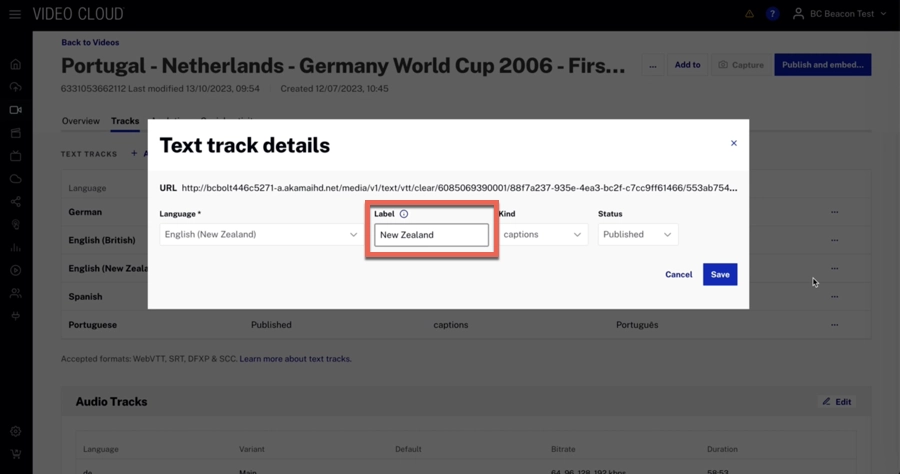 VIDEO CLOUD
BC Beacon Test
Back to Videos
Portugal - Netherlands - Germany World Cup 2006 - Firs...
... Add to Capture Publish and embed...
6331053662112 Last modified 13/10/2023, 09:54 Created 12/07/2023, 10:45
Overview Tracks
TEXT TRACKS +
Text track details
×
URL http://bcbolt446c5271-a.akamaihd.net/media/v1/text/vtt/clear/6085069390001/88f7a237-935e-4ea3-bc2f-c7cc9ff61466/553ab754...
Language * Label Kind Status
English (New Zealand) New Zealand captions Published
Cancel Save
Language
German
English (British)
English (New Zeala
Spanish
Portuguese Published captions Português ...
Accepted formats: WebVTT, SRT, DFXP & SCC. Learn more about text tracks.
Audio Tracks Edit
Language Variant Default Bitrate Duration
de Main 64, 96, 128, 192 kbps 58:53